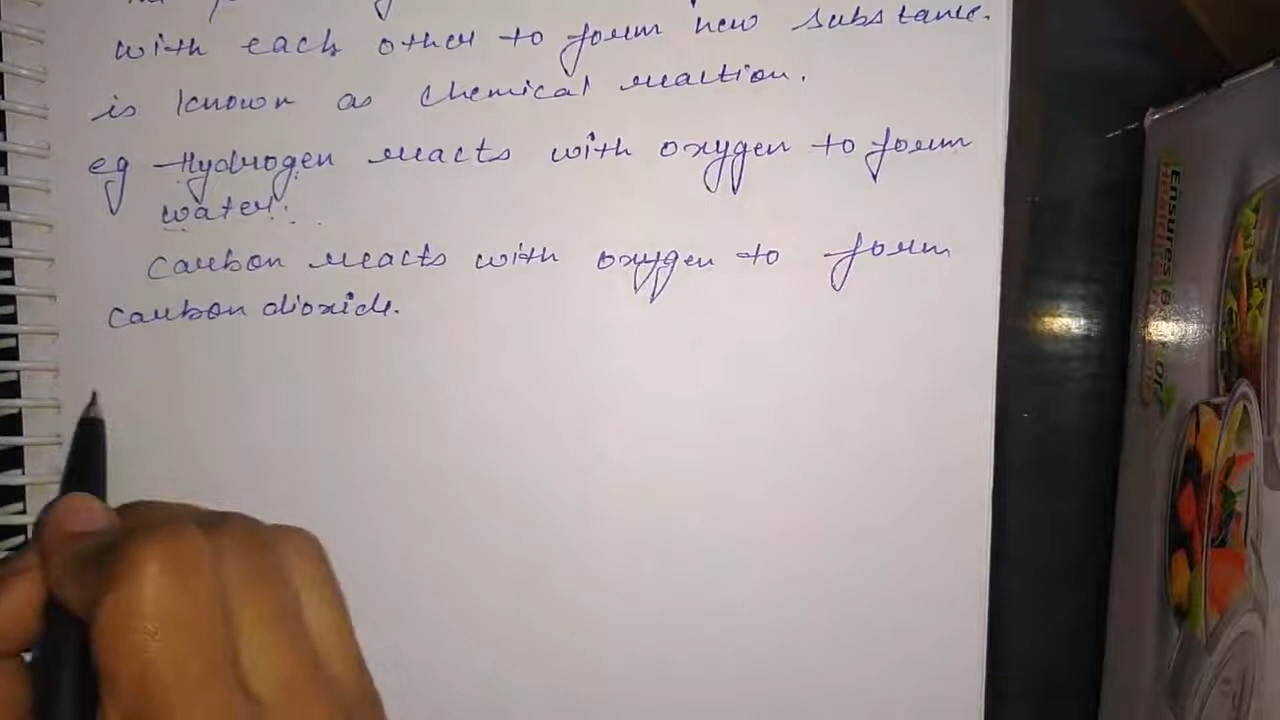 with each other to form new substance.
is known as chemical reaction.
eg Hydrogen reacts with oxygen to form
water.
carbon reacts with oxygen to form
carbon dioxide.
Ensures